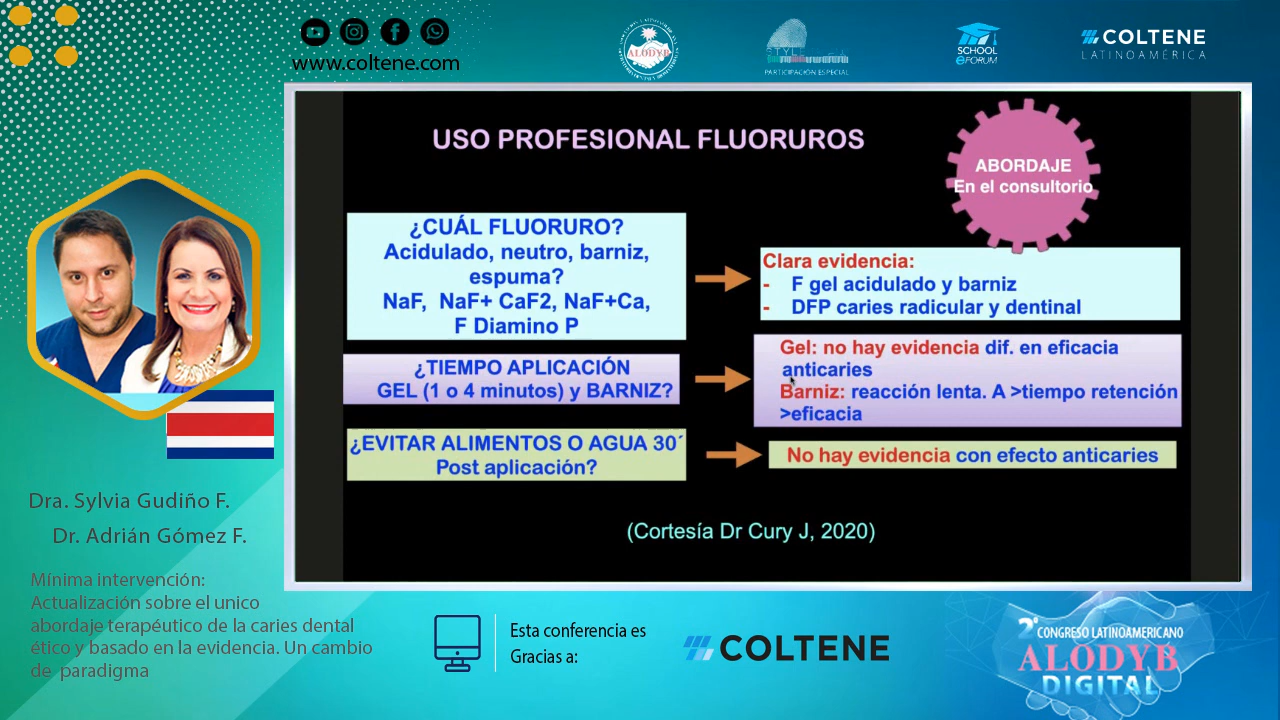 www.coltene.com
ALODYB
PARTICIPACIÓN ESPECIAL
SCHOOL
eFORUM
COLTENE
LATINOAMÉRICA
USO PROFESIONAL FLUORUROS
ABORDAJE
En el consultorio
¿CUÁL FLUORURO?
Acidulado, neutro, barniz,
espuma?
NaF, NaF+ CaF2, NaF+Ca,
F Diamino P
Clara evidencia:
- F gel acidulado y barniz
- DFP caries radicular y dentinal
¿TIEMPO APLICACIÓN
GEL (1 o 4 minutos) y BARNIZ?
Gel: no hay evidencia dif. en eficacia
anticaries
Barniz: reacción lenta. A >tiempo retención
>eficacia
¿EVITAR ALIMENTOS O AGUA 30´
Post aplicación?
No hay evidencia con efecto anticaries
(Cortesía Dr Cury J, 2020)
Dra. Sylvia Gudiño F.
Dr. Adrián Gómez F.
Mínima intervención:
Actualización sobre el unico
abordaje terapéutico de la caries dental
ético y basado en la evidencia. Un cambio
de paradigma
Esta conferencia es
Gracias a:
COLTENE
2º CONGRESO LATINOAMERICANO
ALODYB
DIGITAL